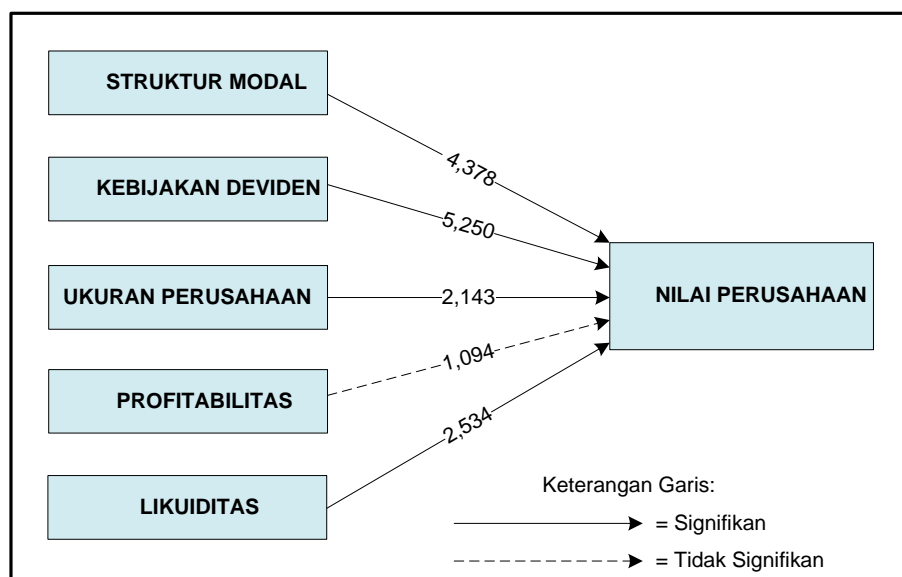 STRUKTUR MODAL
4,378
KEBIJAKAN DEVIDEN
5,250
UKURAN PERUSAHAAN
2,143
NILAI PERUSAHAAN
PROFITABILITAS
1,094
LIKUIDITAS
2,534
Keterangan Garis:
= Signifikan
= Tidak Signifikan